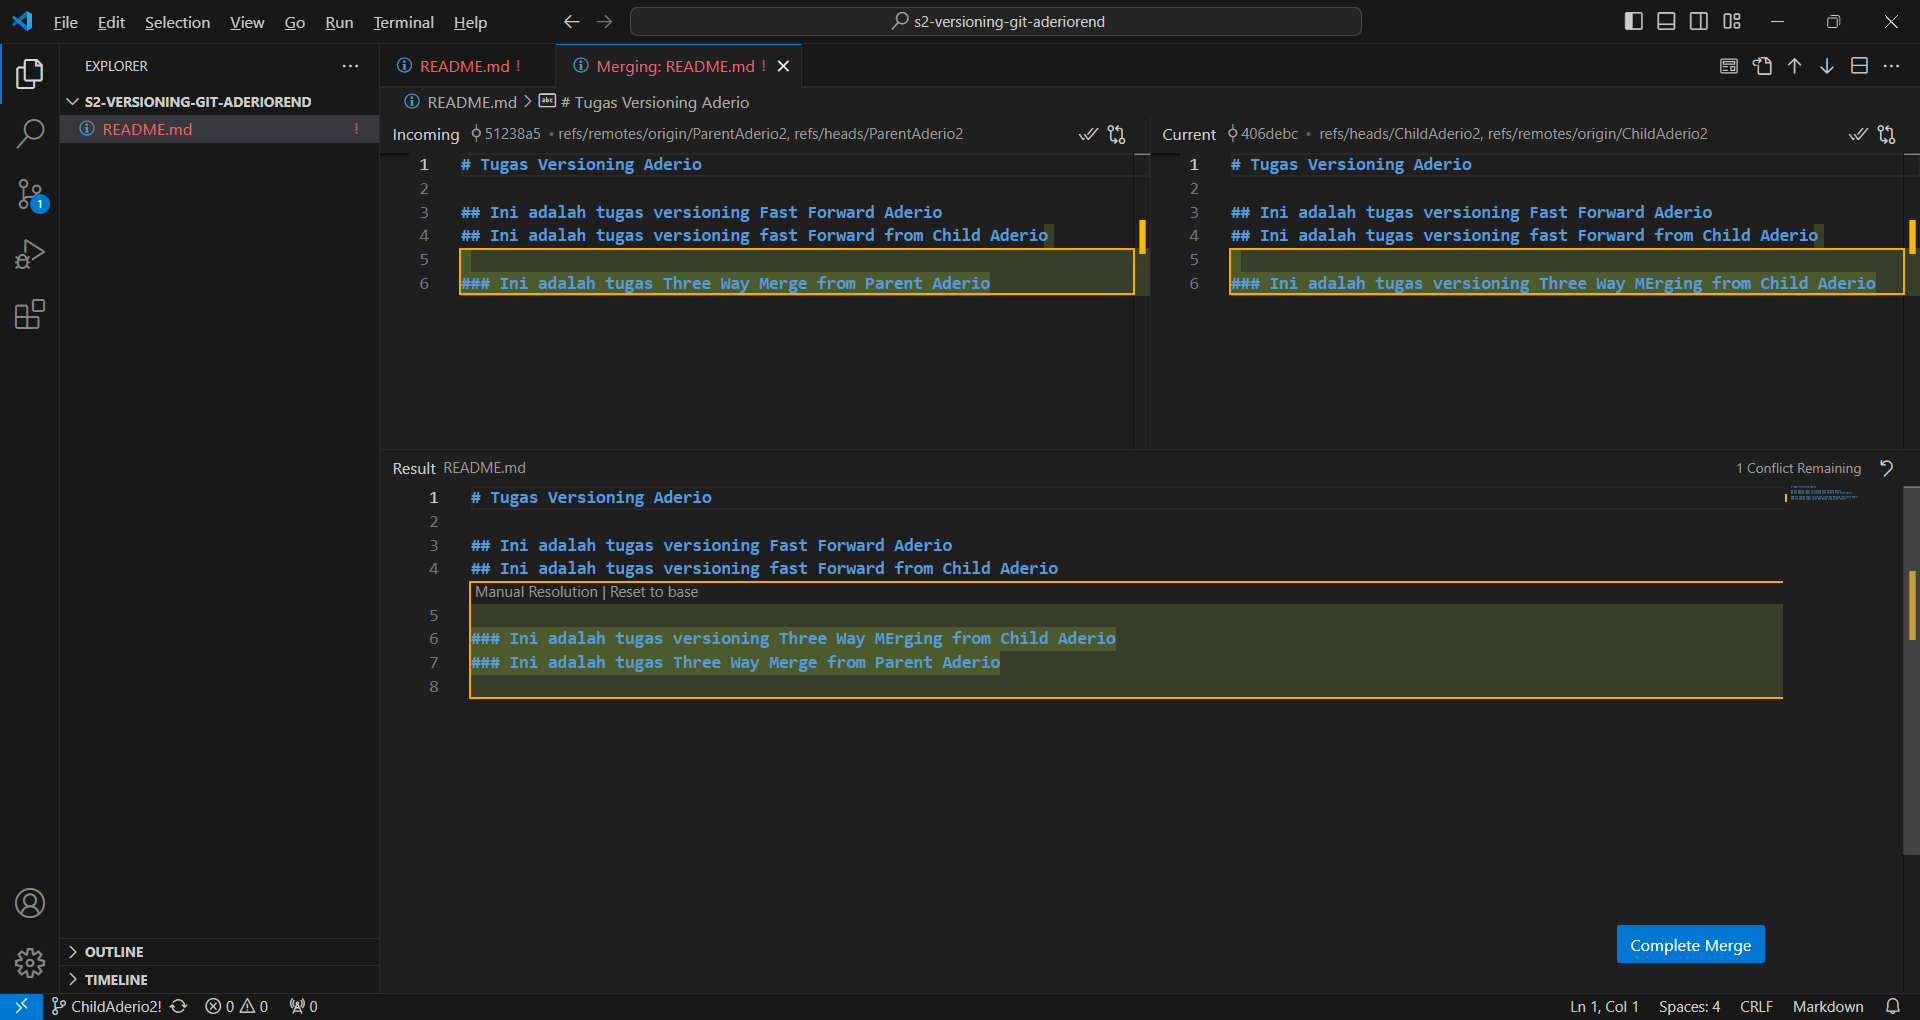 File Edit Selection View Go Run Terminal Help
s2-versioning-git-aderiorend
EXPLORER
S2-VERSIONING-GIT-ADERIOREND
README.md !
OUTLINE
TIMELINE
README.md !
Merging: README.md !
README.md > # Tugas Versioning Aderio
Incoming 51238a5 • refs/remotes/origin/ParentAderio2, refs/heads/ParentAderio2
1 # Tugas Versioning Aderio
2
3 ## Ini adalah tugas versioning Fast Forward Aderio
4 ## Ini adalah tugas versioning fast Forward from Child Aderio
5
6 ### Ini adalah tugas Three Way Merge from Parent Aderio
Current 406debc • refs/heads/ChildAderio2, refs/remotes/origin/ChildAderio2
1 # Tugas Versioning Aderio
2
3 ## Ini adalah tugas versioning Fast Forward Aderio
4 ## Ini adalah tugas versioning fast Forward from Child Aderio
5
6 ### Ini adalah tugas versioning Three Way MErging from Child Aderio
Result README.md
1 Conflict Remaining
1 # Tugas Versioning Aderio
2
3 ## Ini adalah tugas versioning Fast Forward Aderio
4 ## Ini adalah tugas versioning fast Forward from Child Aderio
Manual Resolution | Reset to base
5
6 ### Ini adalah tugas versioning Three Way MErging from Child Aderio
7 ### Ini adalah tugas Three Way Merge from Parent Aderio
8
Complete Merge
1
ChildAderio2! 0 0 0
Ln 1, Col 1 Spaces: 4 CRLF Markdown